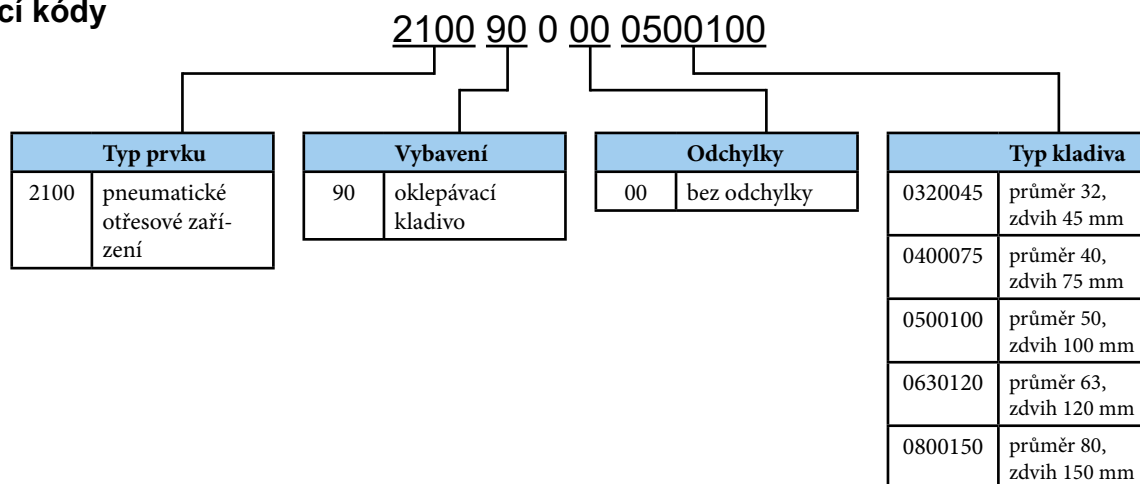 cí kódy
2100 90 0 00 0500100
Typ prvku
2100 pneumatické
otřesové zaří-
zení
Vybavení
90 oklepávací
kladivo
Odchylky
00 bez odchylky
Typ kladiva
0320045 průměr 32,
zdvih 45 mm
0400075 průměr 40,
zdvih 75 mm
0500100 průměr 50,
zdvih 100 mm
0630120 průměr 63,
zdvih 120 mm
0800150 průměr 80,
zdvih 150 mm